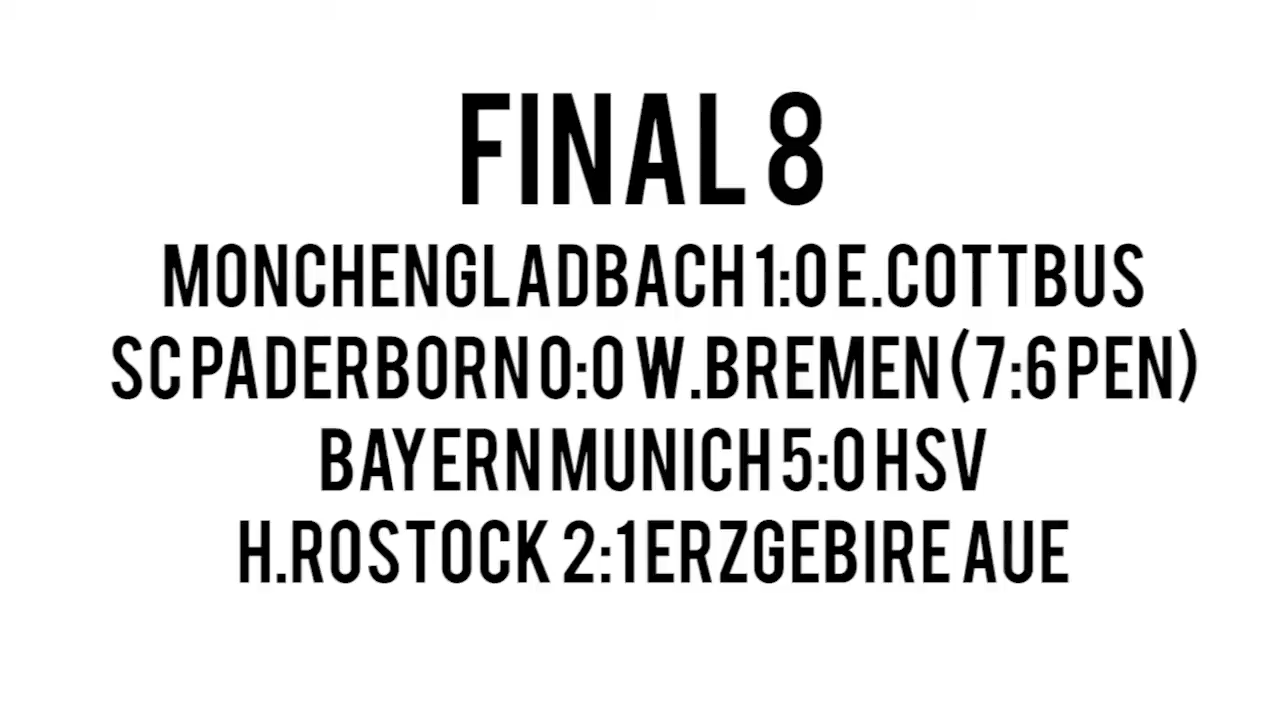 FINAL 8
MONCHENGLADBACH 1:0 E.COTTBUS
SC PADERBORN 0:0 W.BREMEN (7:6 PEN)
BAYERN MUNICH 5:0 HSV
H.ROSTOCK 2:1 ERZGEBIRE AUE